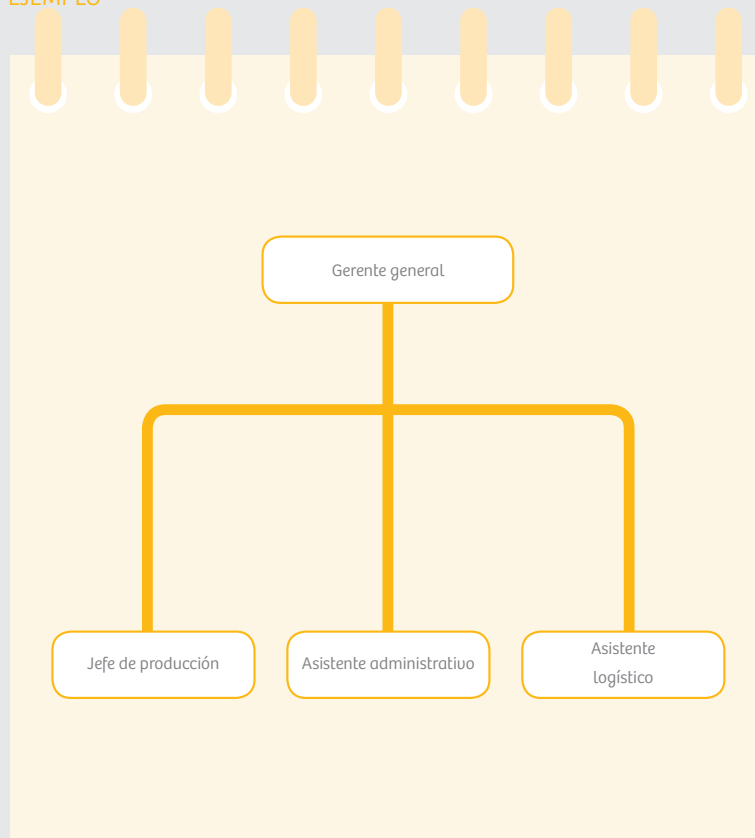 EJEMPLO
Gerente general
Jefe de producción
Asistente administrativo
Asistente
logístico